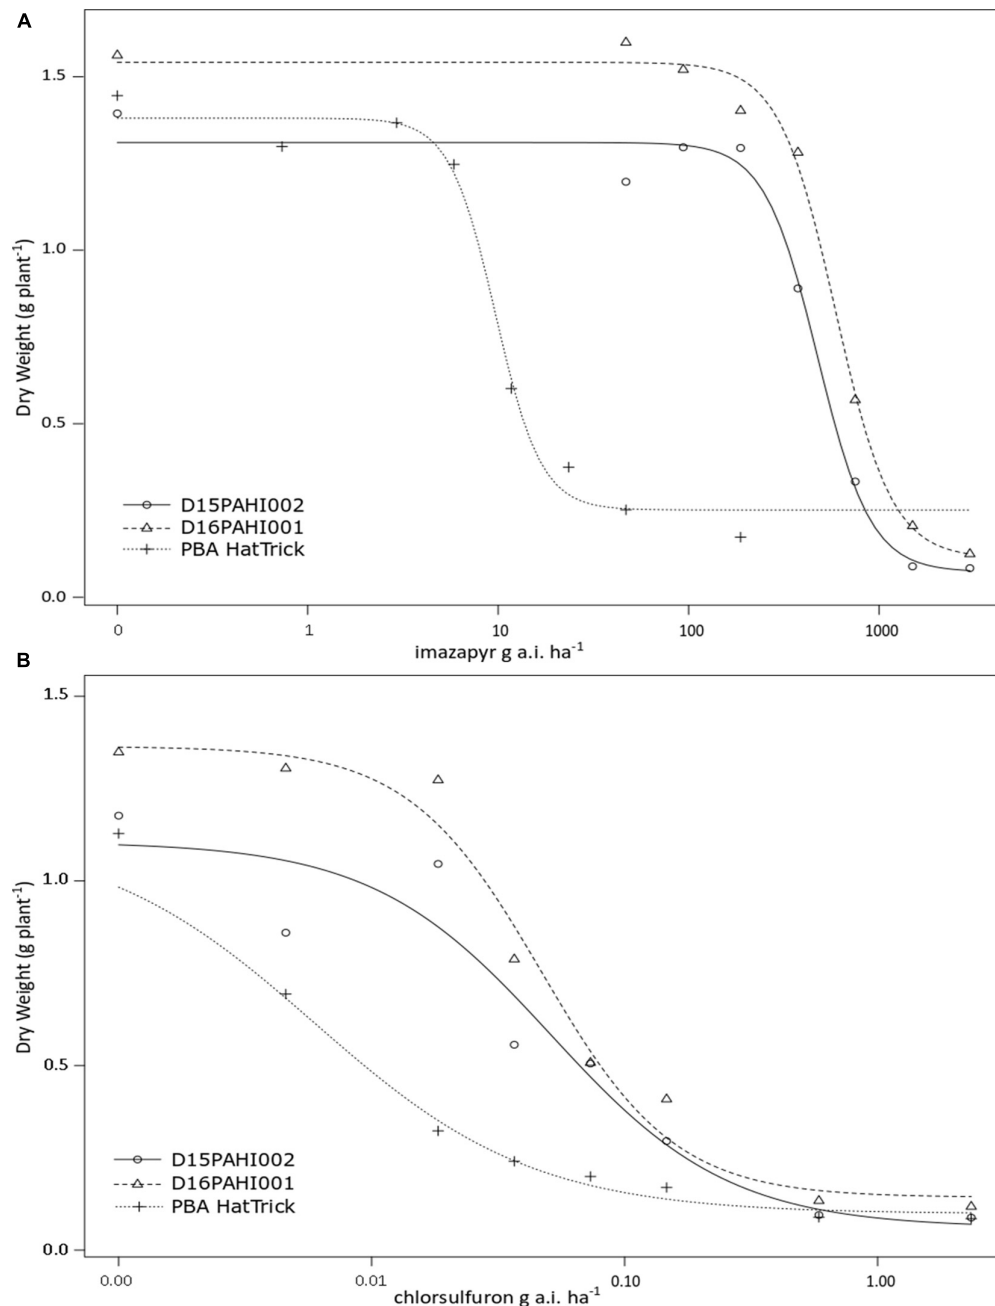 A
1.5
1.0
0.5
0.0
Dry Weight (g plant⁻¹)
D15PAHI002
D16PAHI001
PBA HatTrick
0 1 10 100 1000
imazapyr g a.i. ha⁻¹
B
1.5
1.0
0.5
0.0
Dry Weight (g plant⁻¹)
D15PAHI002
D16PAHI001
PBA HatTrick
0.00 0.01 0.10 1.00
chlorsulfuron g a.i. ha⁻¹